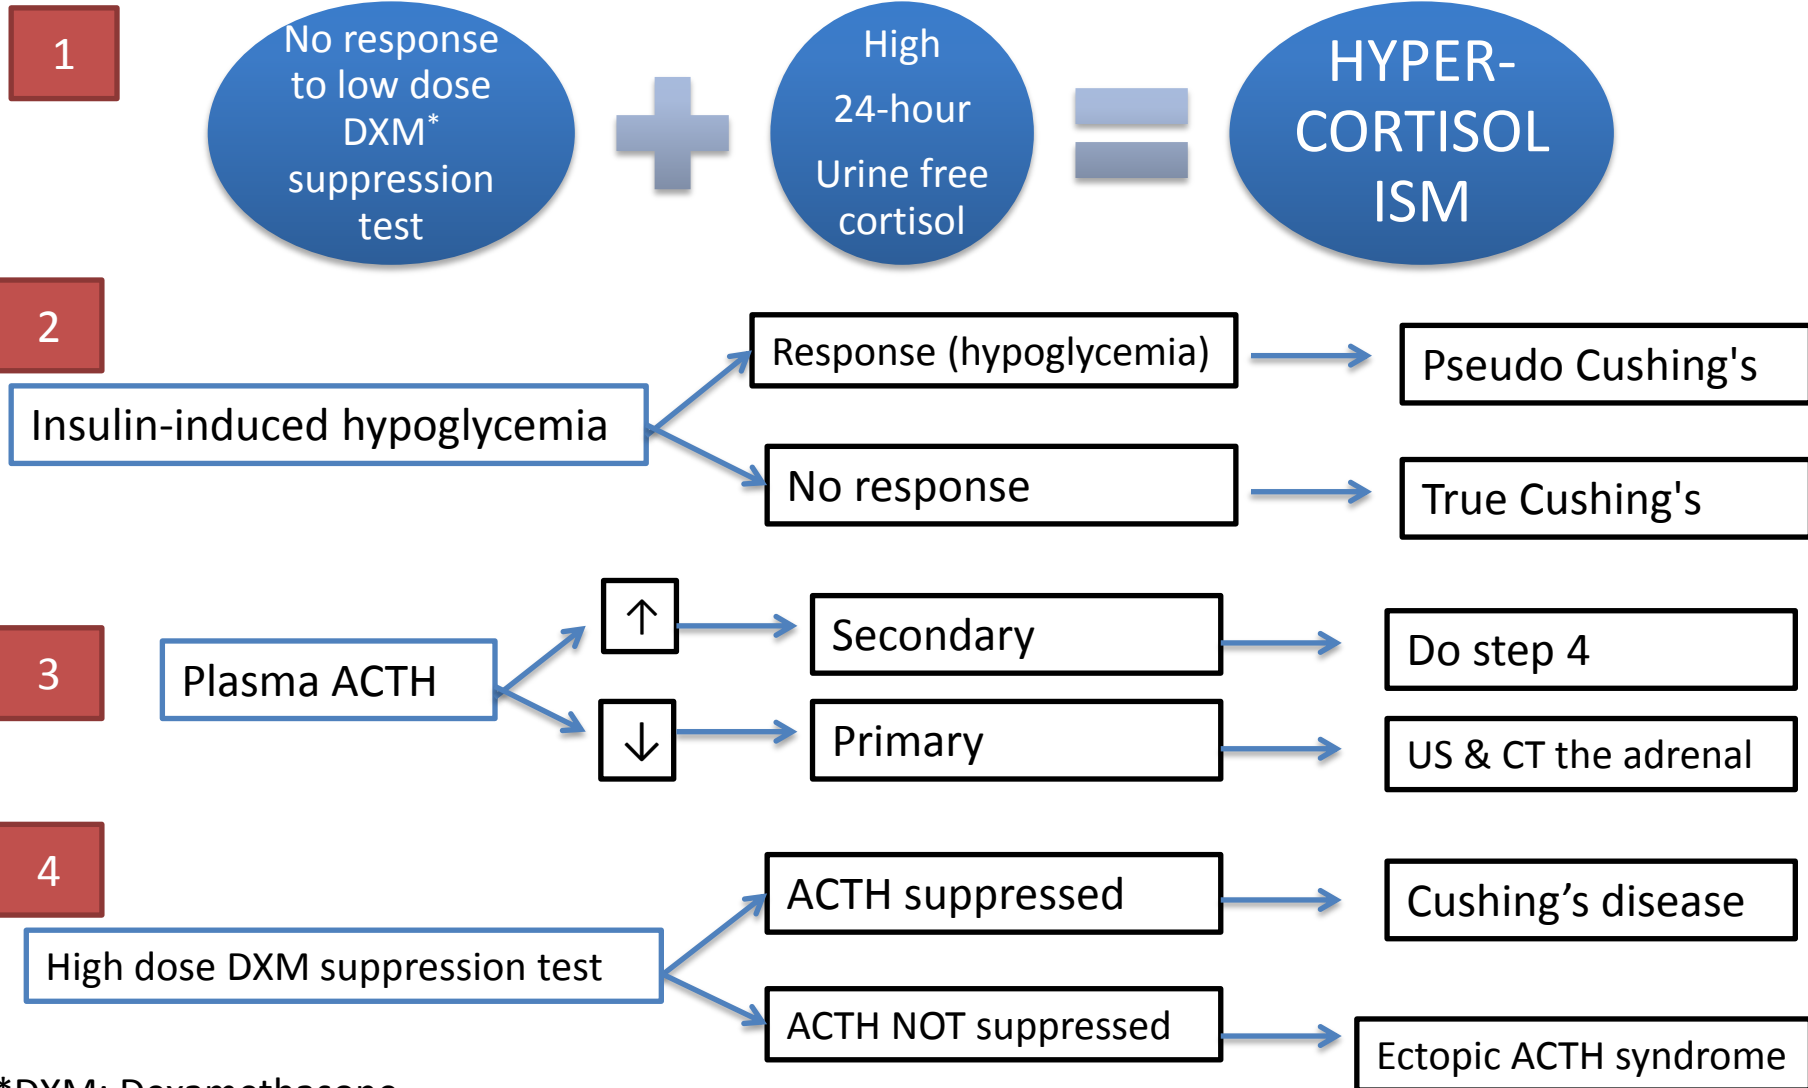 1
No response
to low dose
DXM*
suppression
test
High
24-hour
Urine free
cortisol
HYPER-
CORTISOL
ISM
2
Insulin-induced hypoglycemia
Response (hypoglycemia)
Pseudo Cushing's
No response
True Cushing's
3
Plasma ACTH
↑
Secondary
Do step 4
↓
Primary
US & CT the adrenal
4
High dose DXM suppression test
ACTH suppressed
Cushing’s disease
ACTH NOT suppressed
Ectopic ACTH syndrome
*DXM: Dexamethasone